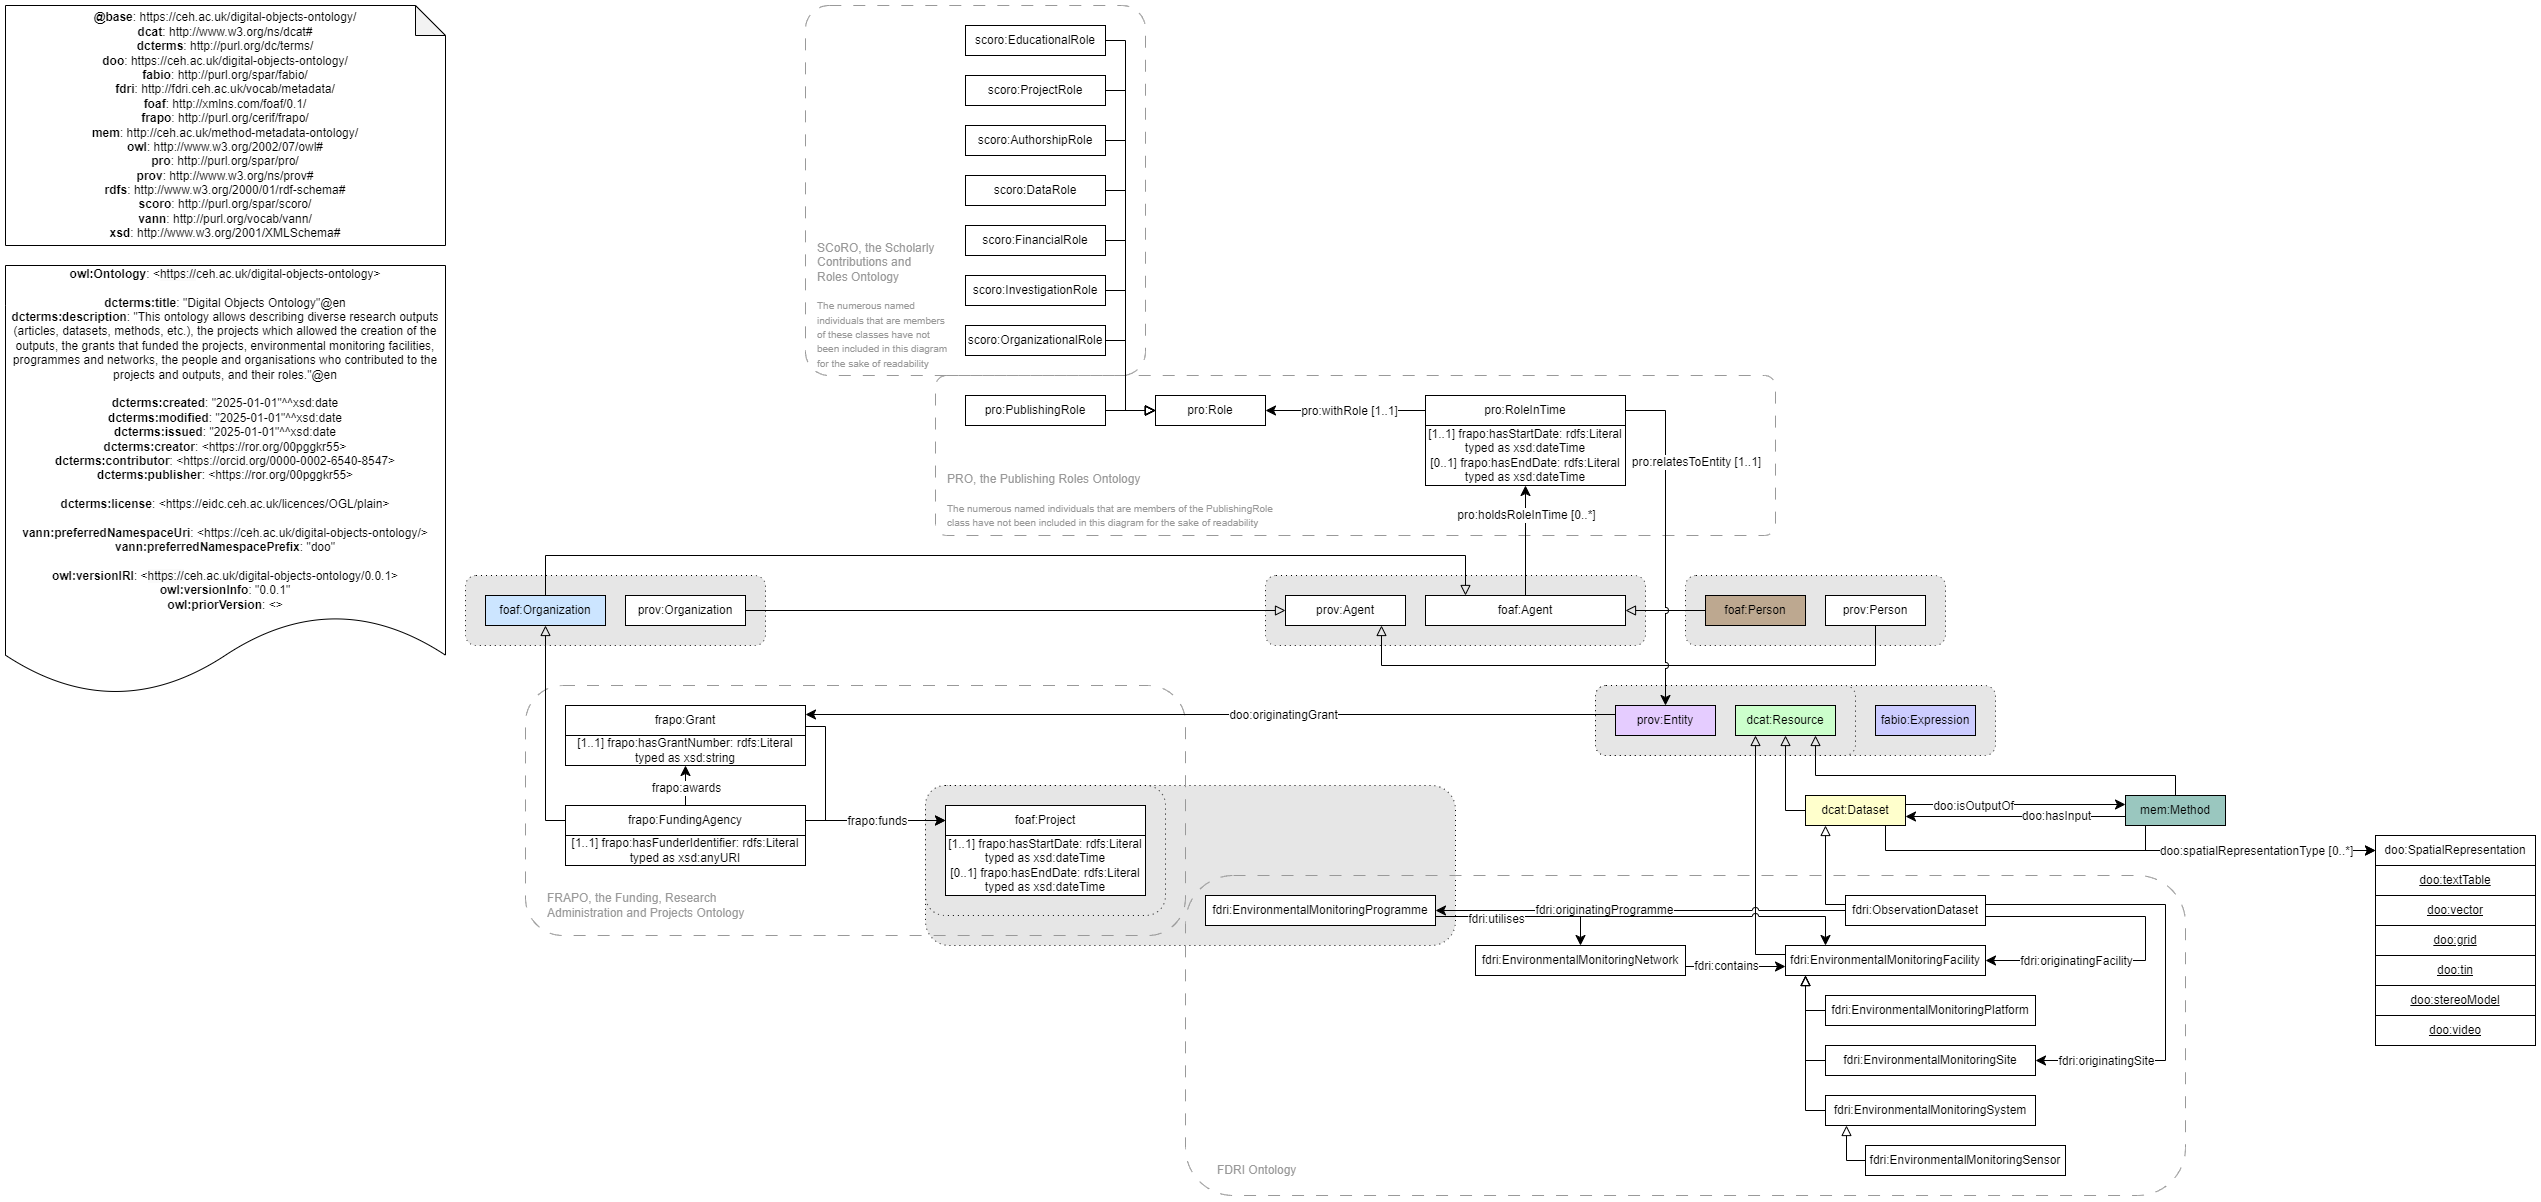 @base: https://ceh.ac.uk/digital-objects-ontology/
dcat: http://www.w3.org/ns/dcat#
dcterms: http://purl.org/dc/terms/
doo: https://ceh.ac.uk/digital-objects-ontology/
fabio: http://purl.org/spar/fabio/
fdri: http://fdri.ceh.ac.uk/vocab/metadata/
foaf: http://xmlns.com/foaf/0.1/
frapo: http://purl.org/cerif/frapo/
mem: http://ceh.ac.uk/method-metadata-ontology/
owl: http://www.w3.org/2002/07/owl#
pro: http://purl.org/spar/pro/
prov: http://www.w3.org/ns/prov#
rdfs: http://www.w3.org/2000/01/rdf-schema#
scoro: http://purl.org/spar/scoro/
vann: http://purl.org/vocab/vann/
xsd: http://www.w3.org/2001/XMLSchema#
owl:Ontology: <https://ceh.ac.uk/digital-objects-ontology>
dcterms:title: "Digital Objects Ontology"@en
dcterms:description: "This ontology allows describing diverse research outputs
(articles, datasets, methods, etc.), the projects which allowed the creation of the
outputs, the grants that funded the projects, environmental monitoring facilities,
programmes and networks, the people and organisations who contributed to the
projects and outputs, and their roles."@en
dcterms:created: "2025-01-01"^^xsd:date
dcterms:modified: "2025-01-01"^^xsd:date
dcterms:issued: "2025-01-01"^^xsd:date
dcterms:creator: <https://ror.org/00pggkr55>
dcterms:contributor: <https://orcid.org/0000-0002-6540-8547>
dcterms:publisher: <https://ror.org/00pggkr55>
dcterms:license: <https://eidc.ceh.ac.uk/licences/OGL/plain>
vann:preferredNamespaceUri: <https://ceh.ac.uk/digital-objects-ontology/>
vann:preferredNamespacePrefix: "doo"
owl:versionIRI: <https://ceh.ac.uk/digital-objects-ontology/0.0.1>
owl:versionInfo: "0.0.1"
owl:priorVersion: <>
scoro:EducationalRole
scoro:ProjectRole
scoro:AuthorshipRole
scoro:DataRole
scoro:FinancialRole
scoro:InvestigationRole
scoro:OrganizationalRole
SCoRO, the Scholarly
Contributions and
Roles Ontology
The numerous named
individuals that are members
of these classes have not
been included in this diagram
for the sake of readability
pro:PublishingRole
pro:Role
pro:withRole [1..1]
pro:RoleInTime
[1..1] frapo:hasStartDate: rdfs:Literal
typed as xsd:dateTime
[0..1] frapo:hasEndDate: rdfs:Literal
typed as xsd:dateTime
pro:relatesToEntity [1..1]
PRO, the Publishing Roles Ontology
The numerous named individuals that are members of the PublishingRole
class have not been included in this diagram for the sake of readability
pro:holdsRoleInTime [0..*]
foaf:Organization
prov:Organization
prov:Agent
foaf:Agent
foaf:Person
prov:Person
frapo:Grant
[1..1] frapo:hasGrantNumber: rdfs:Literal
typed as xsd:string
doo:originatingGrant
prov:Entity
dcat:Resource
fabio:Expression
frapo:awards
frapo:FundingAgency
[1..1] frapo:hasFunderIdentifier: rdfs:Literal
typed as xsd:anyURI
frapo:funds
foaf:Project
[1..1] frapo:hasStartDate: rdfs:Literal
typed as xsd:dateTime
[0..1] frapo:hasEndDate: rdfs:Literal
typed as xsd:dateTime
FRAPO, the Funding, Research
Administration and Projects Ontology
dcat:Dataset
doo:isOutputOf
doo:hasInput
mem:Method
doo:spatialRepresentationType [0..*]
doo:SpatialRepresentation
doo:textTable
doo:vector
doo:grid
doo:tin
doo:stereoModel
doo:video
fdri:EnvironmentalMonitoringProgramme
fdri:utilises
fdri:originatingProgramme
fdri:ObservationDataset
fdri:EnvironmentalMonitoringNetwork
fdri:contains
fdri:EnvironmentalMonitoringFacility
fdri:originatingFacility
fdri:EnvironmentalMonitoringPlatform
fdri:EnvironmentalMonitoringSite
fdri:originatingSite
fdri:EnvironmentalMonitoringSystem
fdri:EnvironmentalMonitoringSensor
FDRI Ontology